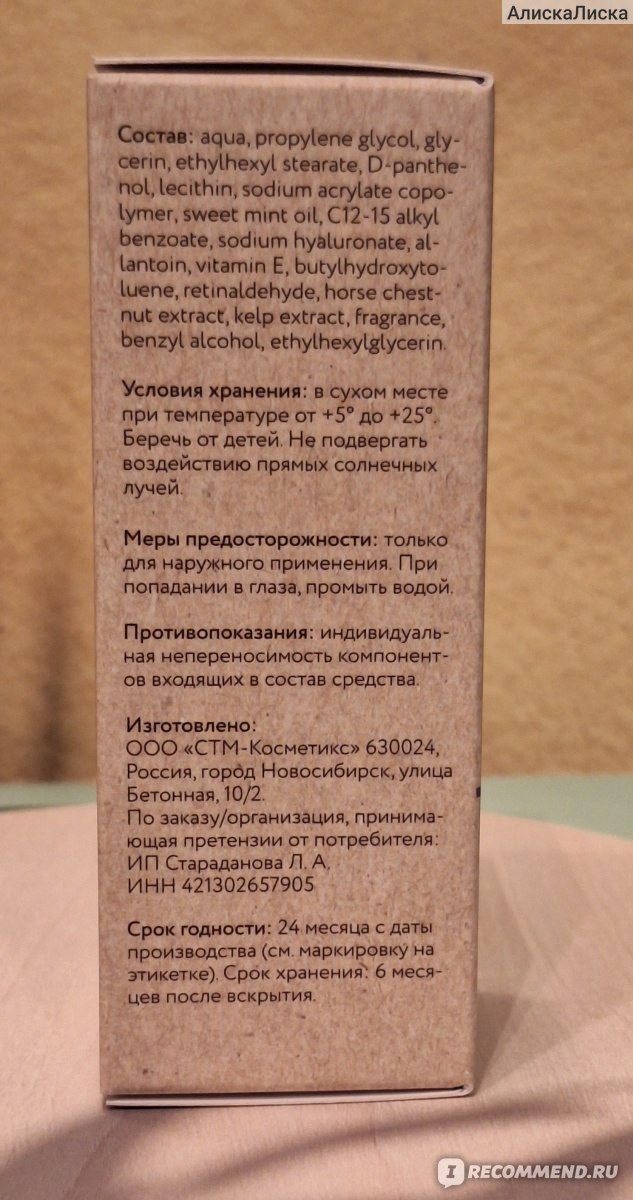 АлискаЛиска
Состав: aqua, propylene glycol, gly-
cerin, ethylhexyl stearate, D-panthe-
nol, lecithin, sodium acrylate copo-
lymer, sweet mint oil, C12-15 alkyl
benzoate, sodium hyaluronate, al-
lantoin, vitamin E, butylhydroxyto-
luene, retinaldehyde, horse chest-
nut extract, kelp extract, fragrance,
benzyl alcohol, ethylhexylglycerin.
Условия хранения: в сухом месте
при температуре от +5° до +25°.
Беречь от детей. Не подвергать
воздействию прямых солнечных
лучей.
Меры предосторожности: только
для наружного применения. При
попадании в глаза, промыть водой.
Противопоказания: индивидуаль-
ная непереносимость компонент-
ов входящих в состав средства.
Изготовлено:
ООО «СТМ-Косметикс» 630024,
Россия, город Новосибирск, улица
Бетонная, 10/2.
По заказу/организация, принима-
ющая претензии от потребителя:
ИП Стараданова Л. А.
ИНН 421302657905
Срок годности: 24 месяца с даты
производства (см. маркировку на
этикетке). Срок хранения: 6 меся-
цев после вскрытия.
I RECOMMEND.RU